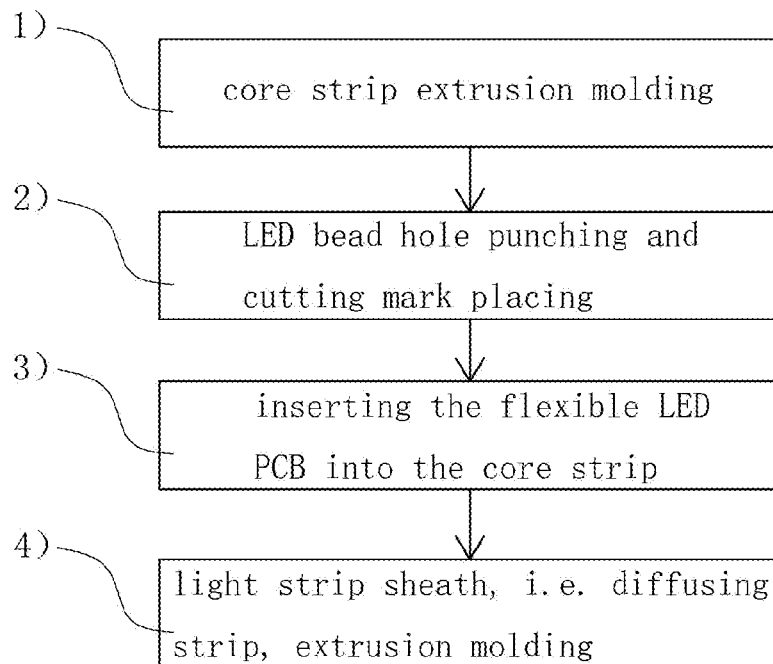 1)
core strip extrusion molding
2)
LED bead hole punching and
cutting mark placing
3)
inserting the flexible LED
PCB into the core strip
4)
light strip sheath, i.e. diffusing
strip, extrusion molding